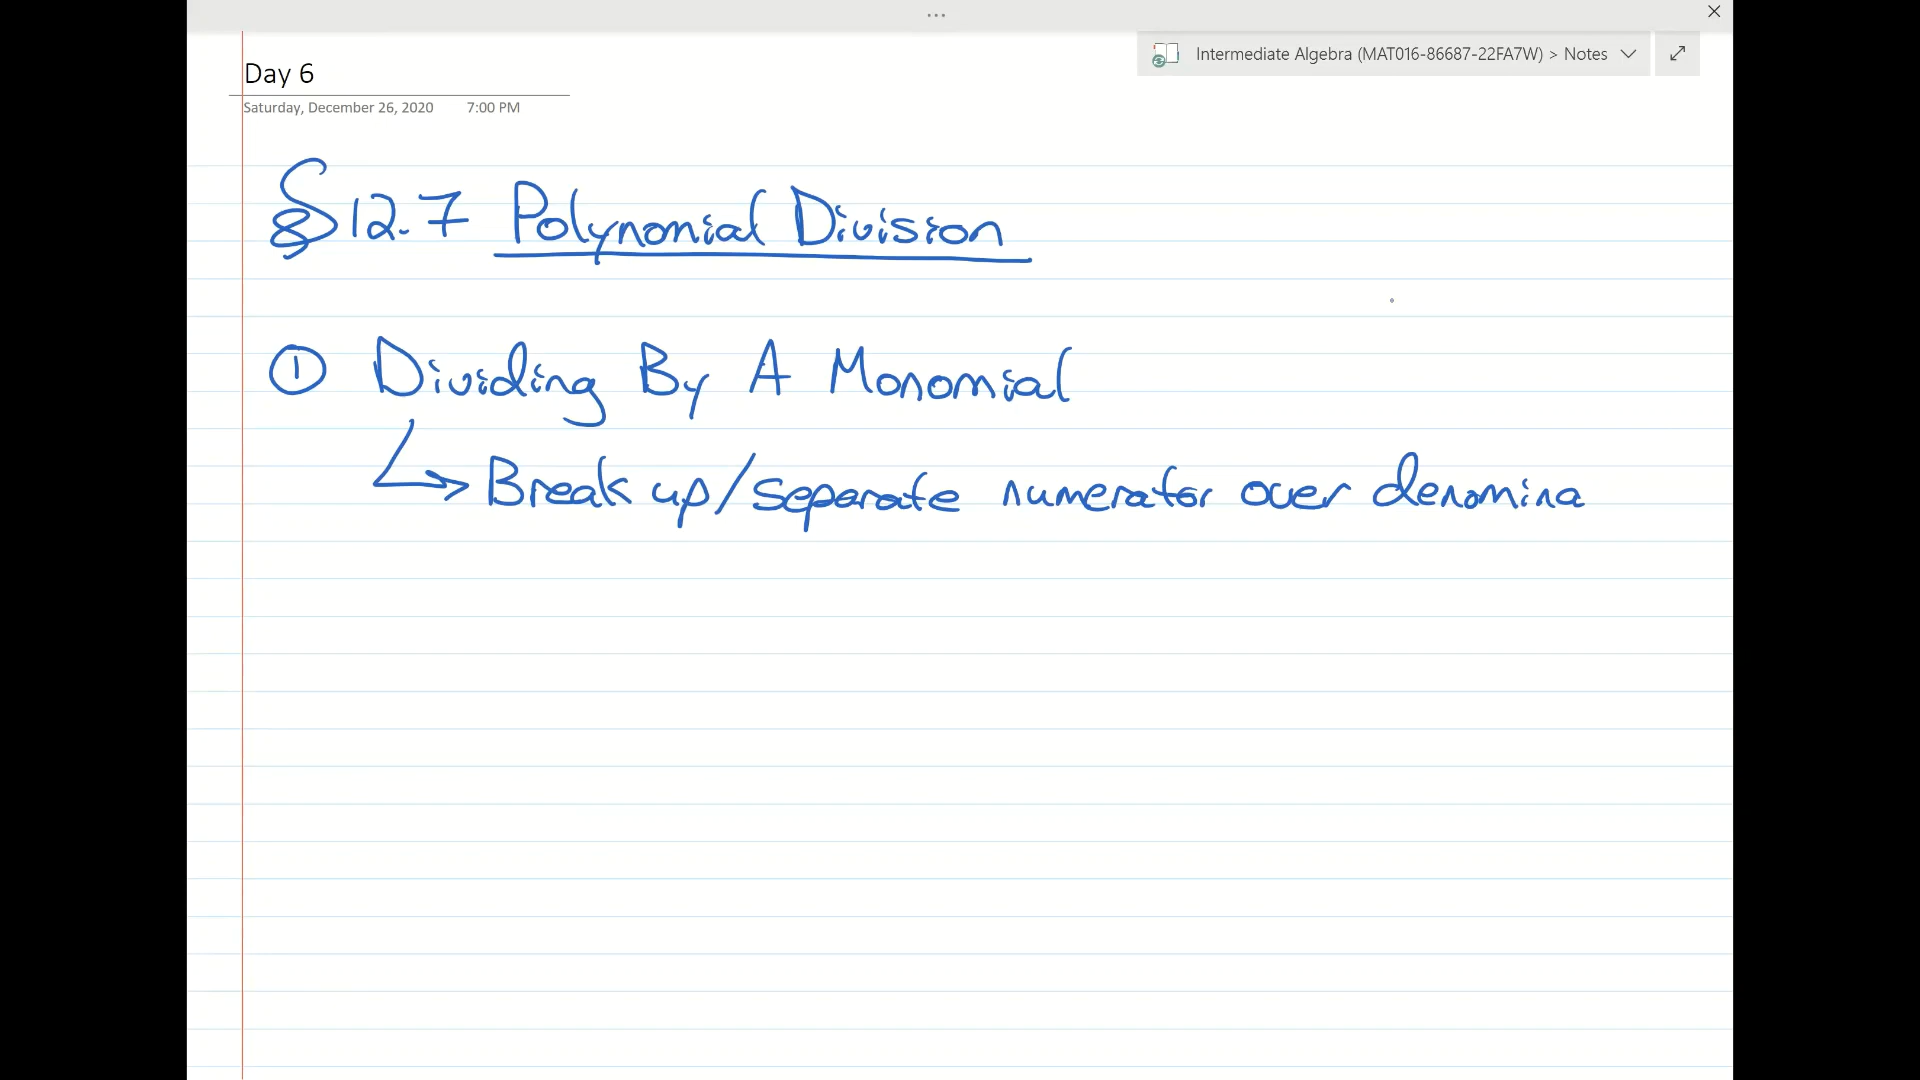 ...
Intermediate Algebra (MAT016-86687-22FA7W) > Notes
Day 6
Saturday, December 26, 2020 7:00 PM
§ 12.7 Polynomial Division
① Dividing By A Monomial
↳ Break up/separate numerator over denomina